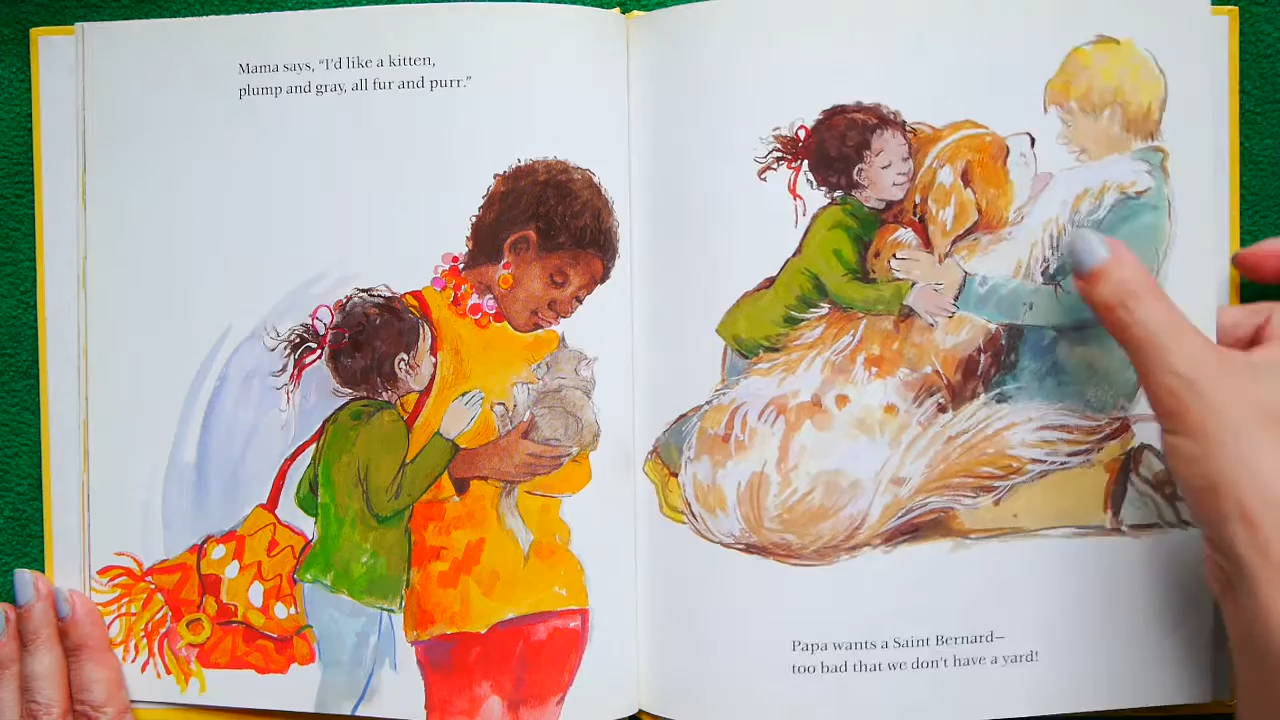 Mama says, “I'd like a kitten,
plump and gray, all fur and purr.”
Papa wants a Saint Bernard—
too bad that we don't have a yard!